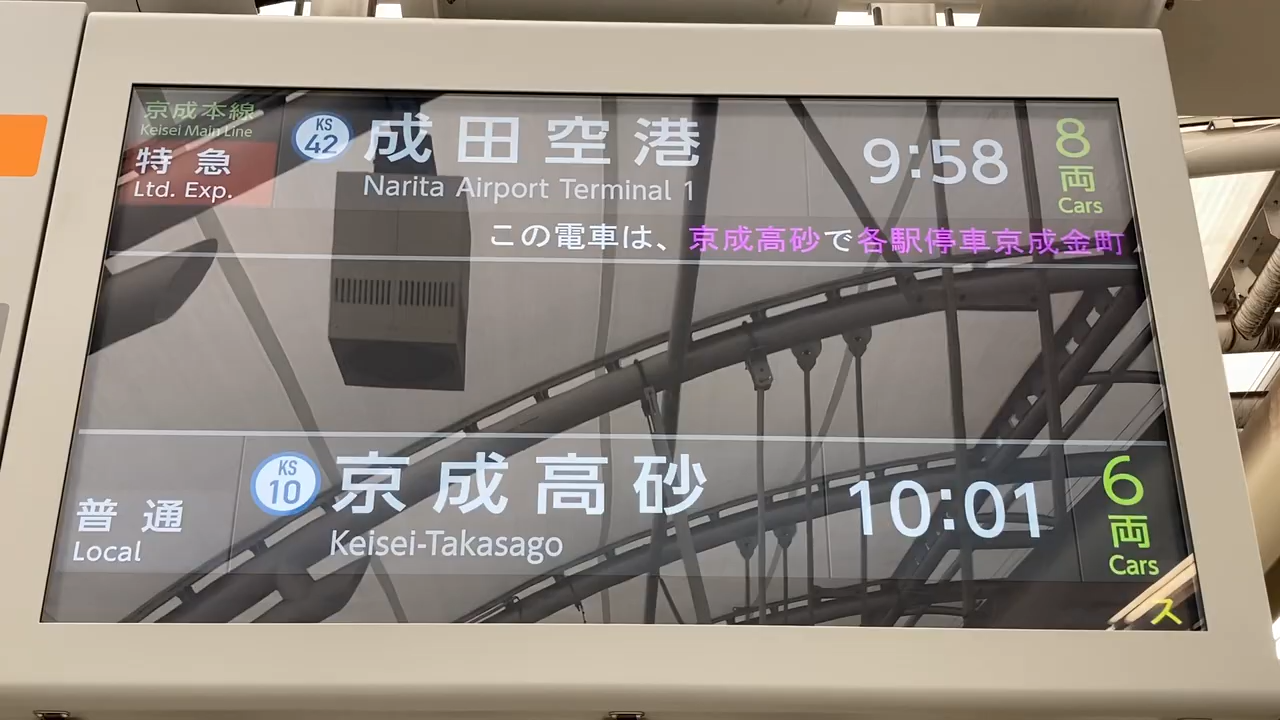 京成本線
Keisei Main Line
特急
Ltd. Exp.
KS 42
成田空港
Narita Airport Terminal 1
9:58
8両
Cars
この電車は、京成高砂で各駅停車京成金町
普通
Local
KS 10
京成高砂
Keisei-Takasago
10:01
6両
Cars
ス